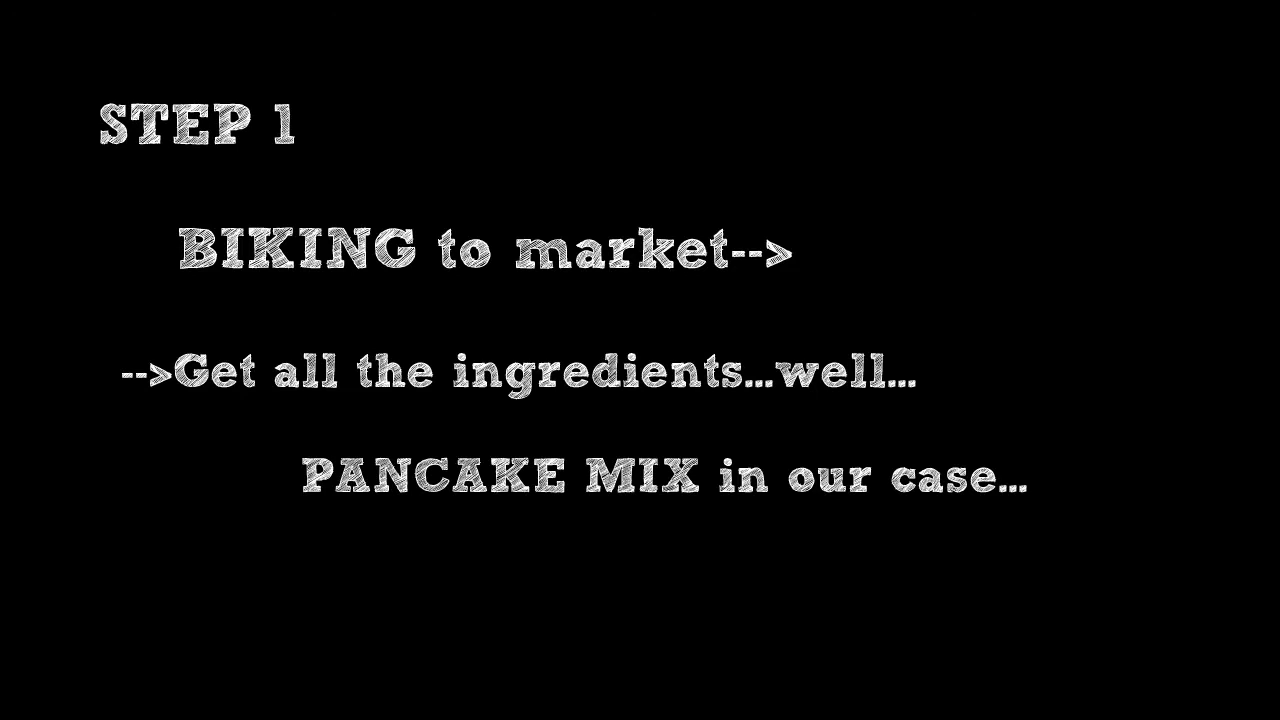 STEP 1
BIKING to market-->
-->Get all the ingredients...well...
PANCAKE MIX in our case...